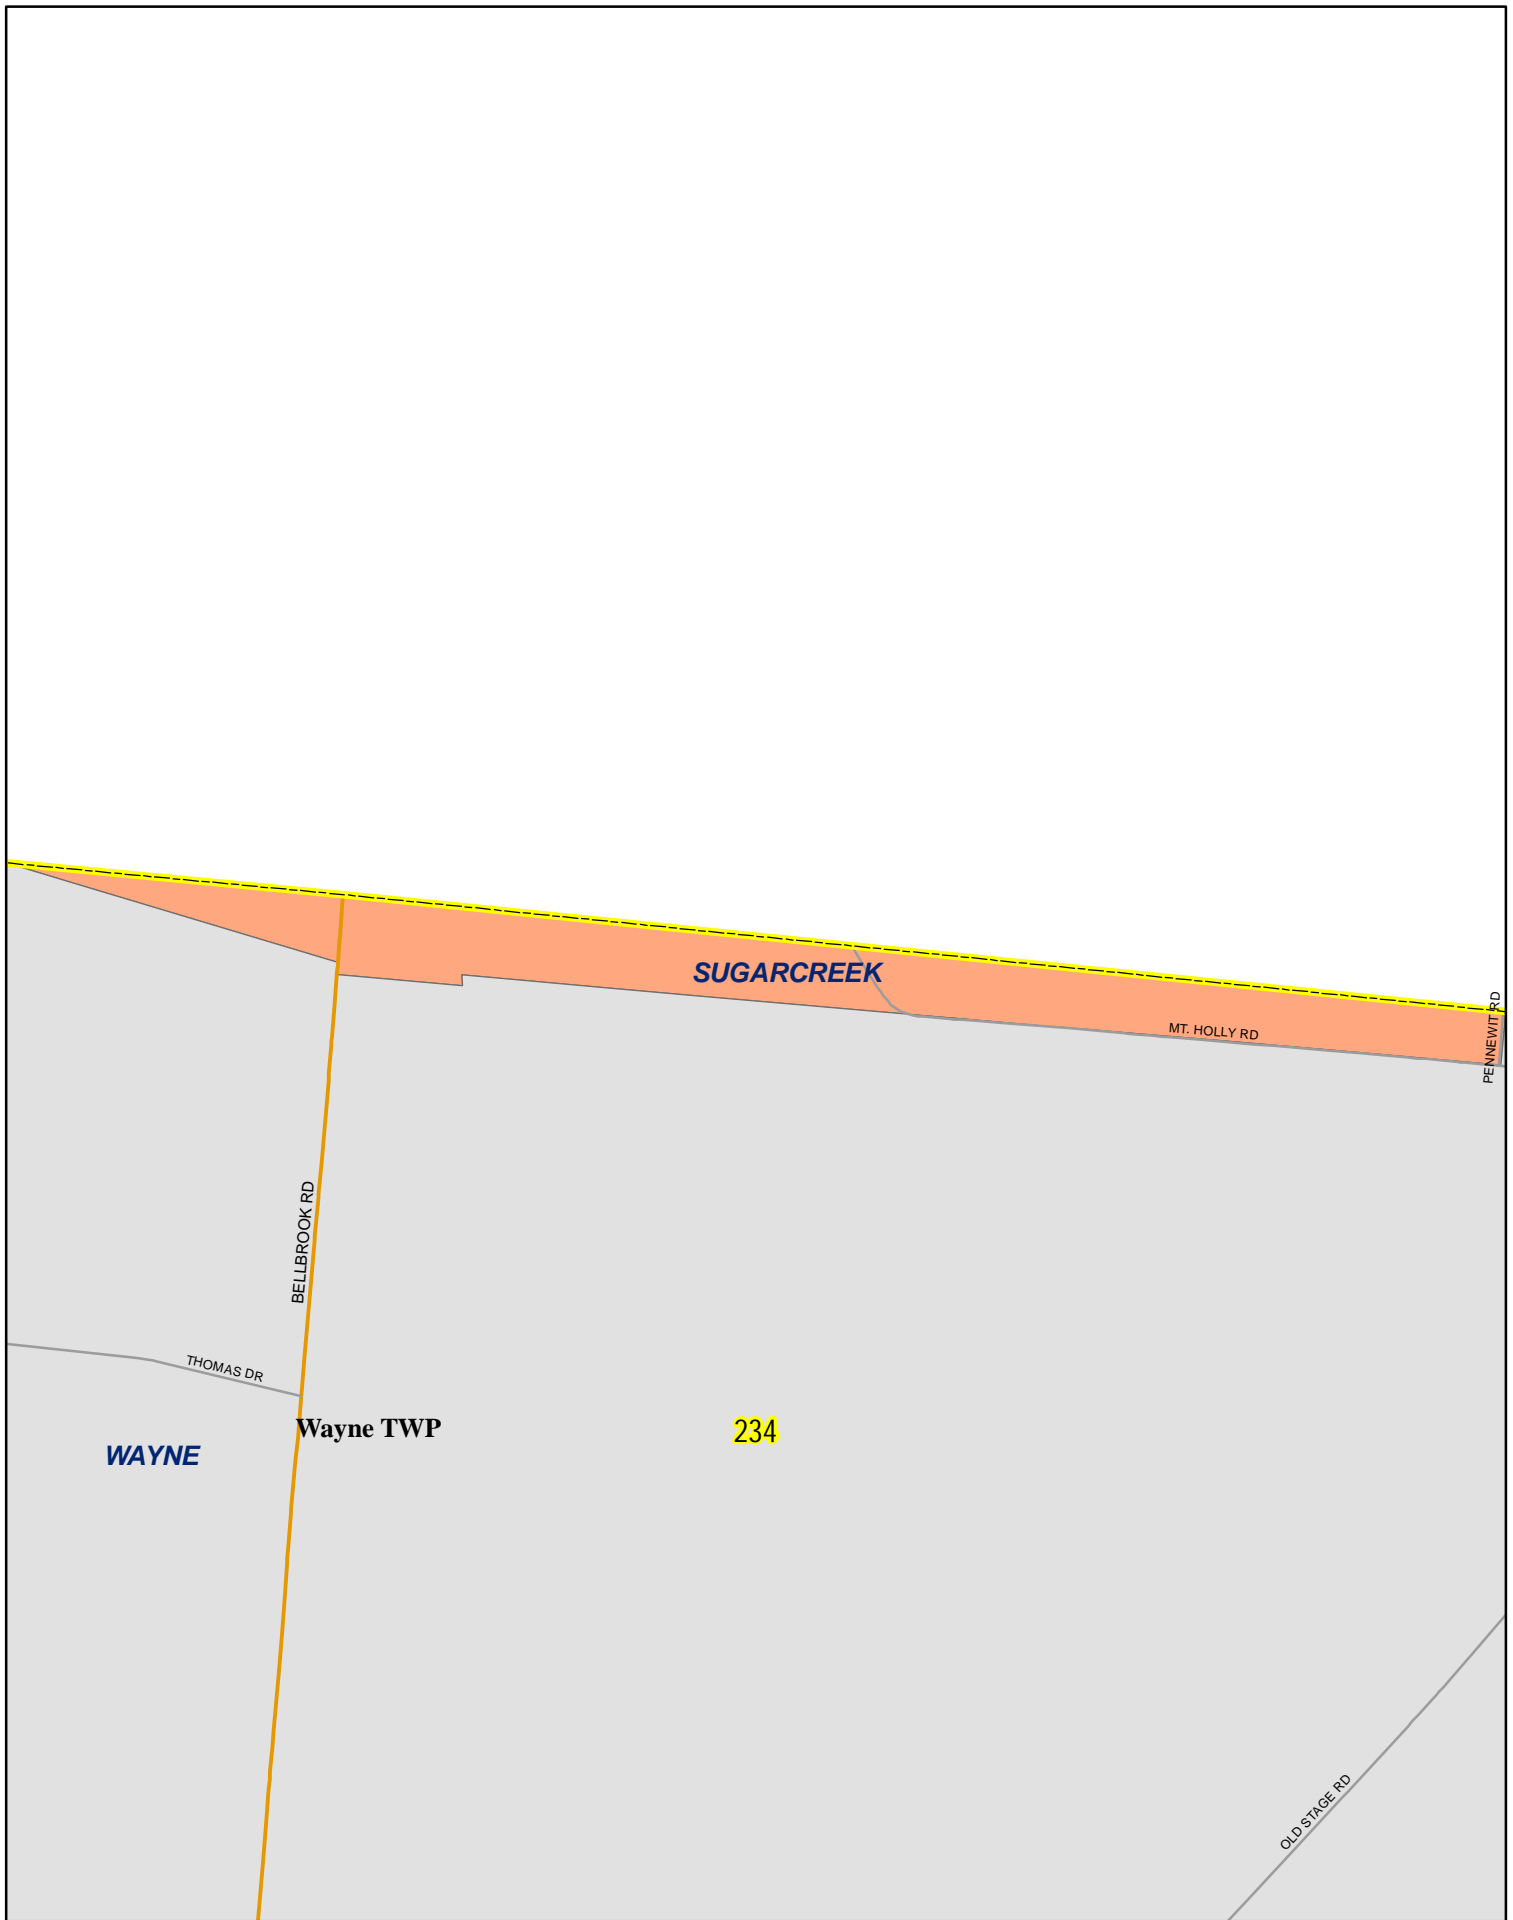 SUGARCREEK
MT. HOLLY RD
PENNEWIT RD
BELLBROOK RD
THOMAS DR
Wayne TWP
234
WAYNE
OLD STAGE RD